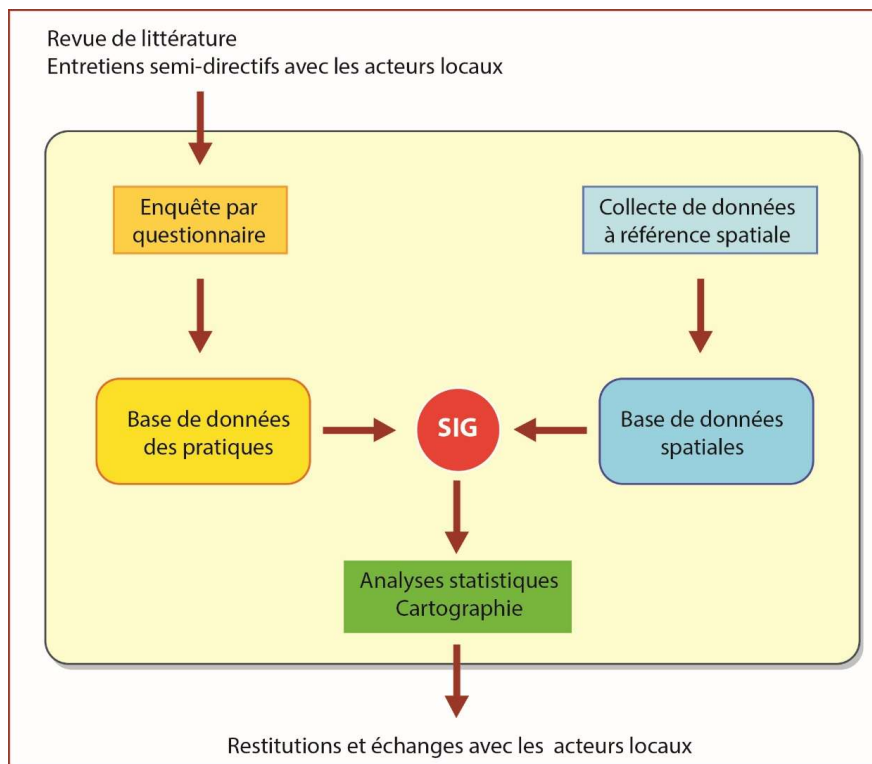 Revue de littérature
Entretiens semi-directifs avec les acteurs locaux
Enquête par
questionnaire
Collecte de données
à référence spatiale
Base de données
des pratiques
SIG
Base de données
spatiales
Analyses statistiques
Cartographie
Restitutions et échanges avec les acteurs locaux